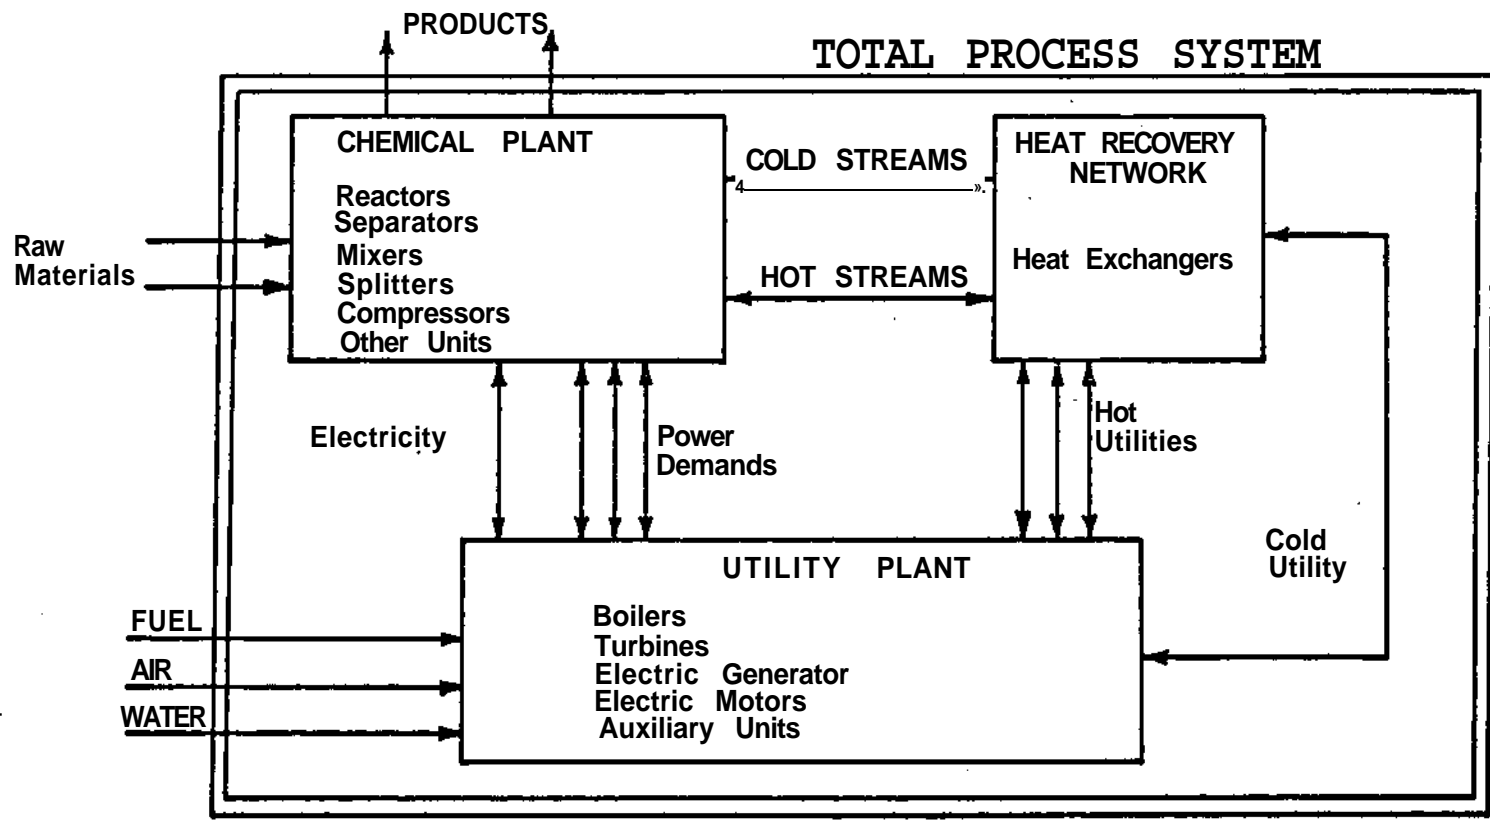 PRODUCTS
TOTAL PROCESS SYSTEM
CHEMICAL PLANT
Reactors
Separators
Mixers
Splitters
Compressors
Other Units
COLD STREAMS
HOT STREAMS
HEAT RECOVERY
NETWORK
Heat Exchangers
Raw
Materials
Electricity
Power
Demands
Hot
Utilities
Cold
Utility
UTILITY PLANT
Boilers
Turbines
Electric Generator
Electric Motors
Auxiliary Units
FUEL
AIR
WATER